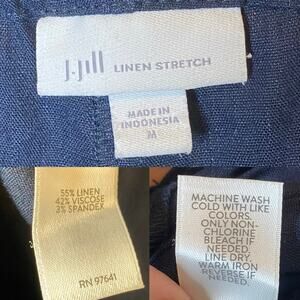 J.Jill LINEN STRETCH
MADE IN
INDONESIA
M
55% LINEN
42% VISCOSE
3% SPANDEX
RN 97641
MACHINE WASH
COLD WITH LIKE
COLORS.
ONLY NON-
CHLORINE
BLEACH IF
NEEDED.
LINE DRY.
WARM IRON
REVERSE IF
NEEDED.